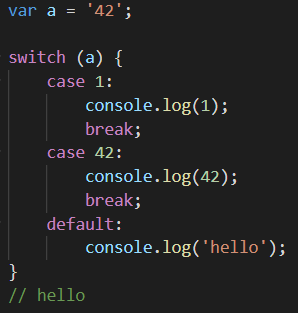 var a = '42';

switch (a) {
    case 1:
        console.log(1);
        break;
    case 42:
        console.log(42);
        break;
    default:
        console.log('hello');
}
// hello